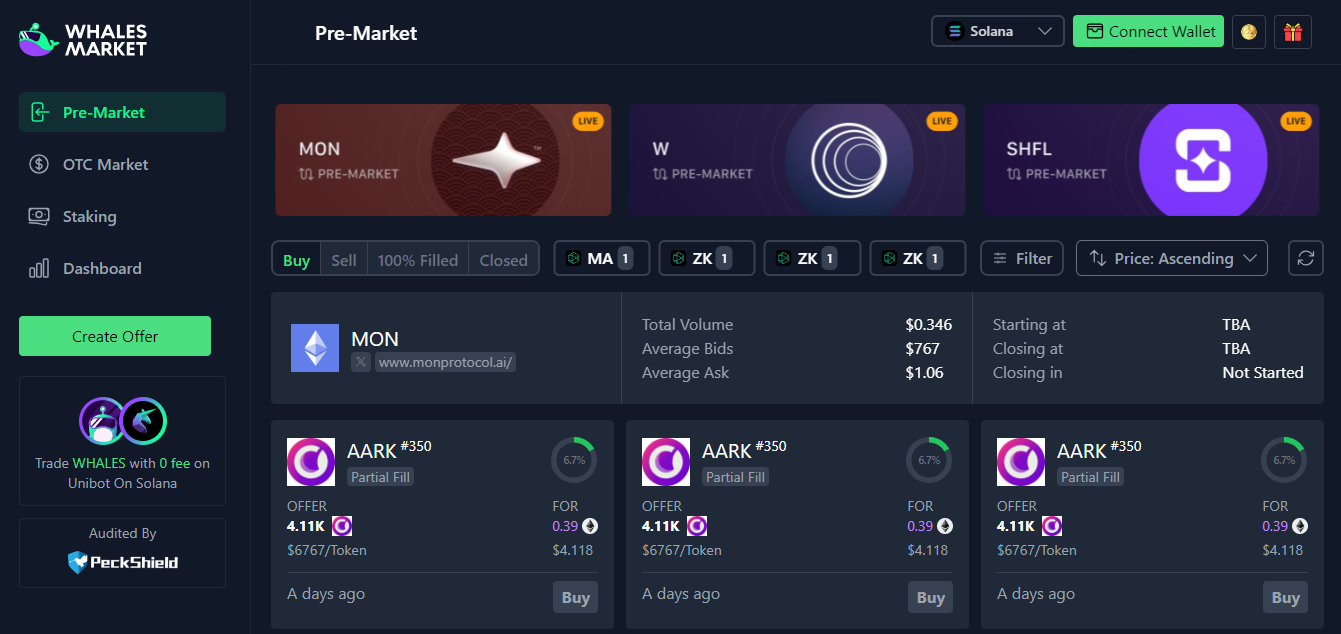 WHALES
MARKET
Pre-Market
OTC Market
Staking
Dashboard
Create Offer
Trade WHALES with 0 fee on
Unibot On Solana
Audited By
PeckShield
Pre-Market
Solana
Connect Wallet
MON
PRE-MARKET
™
LIVE
W
PRE-MARKET
LIVE
SHFL
PRE-MARKET
LIVE
Buy Sell 100% Filled Closed
MA 1
ZK 1
ZK 1
ZK 1
Filter
Price: Ascending
MON
www.monprotocol.ai/
Total Volume $0.346
Average Bids $767
Average Ask $1.06
Starting at TBA
Closing at TBA
Closing in Not Started
AARK #350
Partial Fill
6.7%
OFFER FOR
4.11K 0.39
$6767/Token $4.118
A days ago Buy
AARK #350
Partial Fill
6.7%
OFFER FOR
4.11K 0.39
$6767/Token $4.118
A days ago Buy
AARK #350
Partial Fill
6.7%
OFFER FOR
4.11K 0.39
$6767/Token $4.118
A days ago Buy